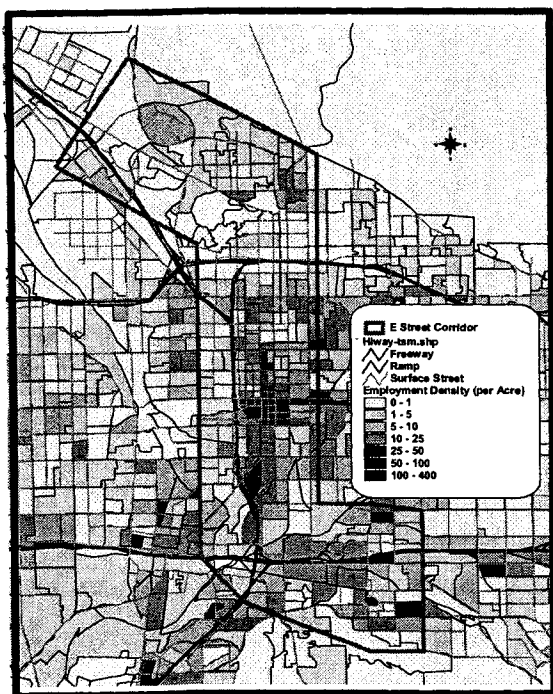 E Street Corridor
Hiway-tsm.shp
Freeway
Ramp
Surface Street
Employment Density (per Acre)
0 - 1
1 - 5
5 - 10
10 - 25
25 - 50
50 - 100
100 - 400